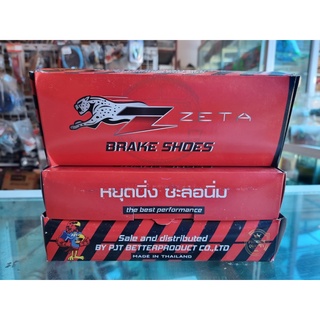 ZETA
BRAKE SHOES
หยุดนิ่ง ชะลอนิ่ม
the best performance
Sale and distributed
BY PJT BETTERPRODUCT CO.,LTD
MADE IN THAILAND